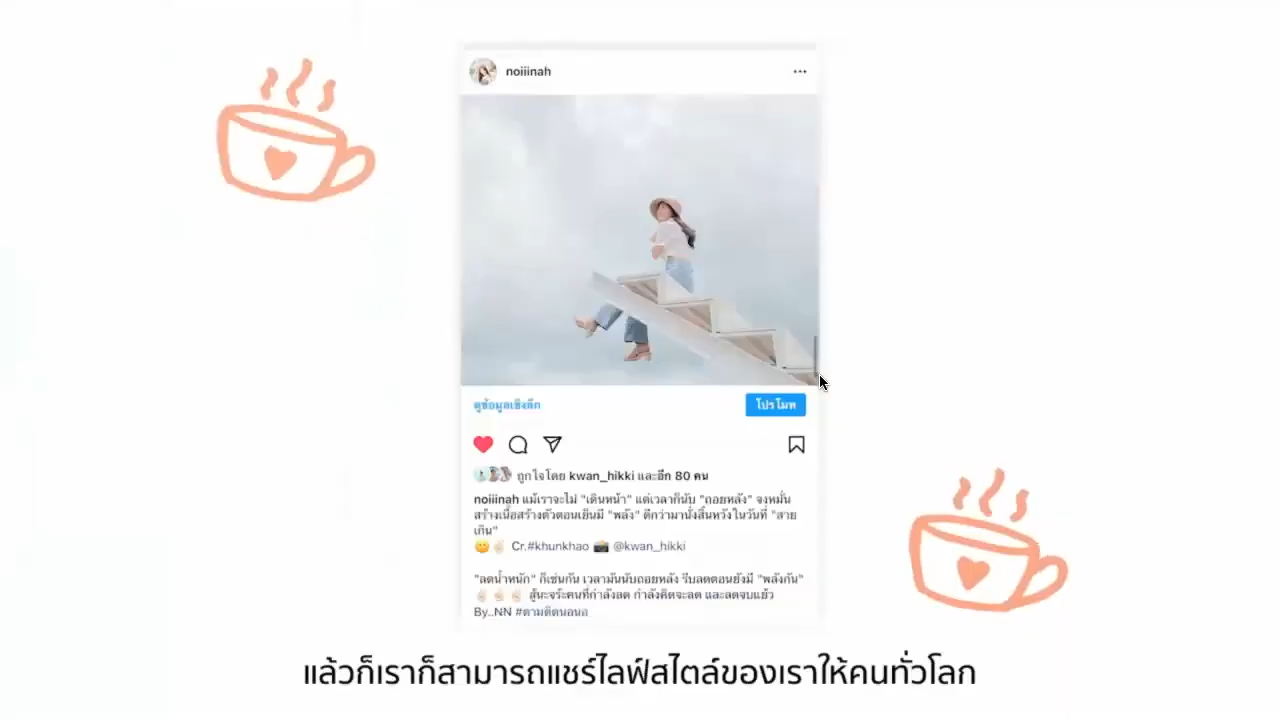 noiiinah
ดูข้อมูลเชิงลึก
โปรโมท
ถูกใจโดย kwan_hikki และอีก 80 คน
noiiinah แม้เราจะไม่ "เดินหน้า" แต่เวลาก็นับ "ถอยหลัง" จงหมั่น
สร้างเนื้อสร้างตัวตอนเย็นมี "พลัง" ดีกว่ามานั่งสิ้นหวังในวันที่ "สาย
เกิน"
Cr.#khunkhao 📸 @kwan_hikki
"ลดน้ำหนัก" ก็เช่นกัน เวลามันนับถอยหลัง รีบลดตอนยังมี "พลังกัน"
สู้นะจร้ะคนที่กำลังลด กำลังคิดจะลด และลดจบแย้ว
By..NN #ตามติดนอนอ
แล้วก็เราก็สามารถแชร์ไลฟ์สไตล์ของเราให้คนทั่วโลก